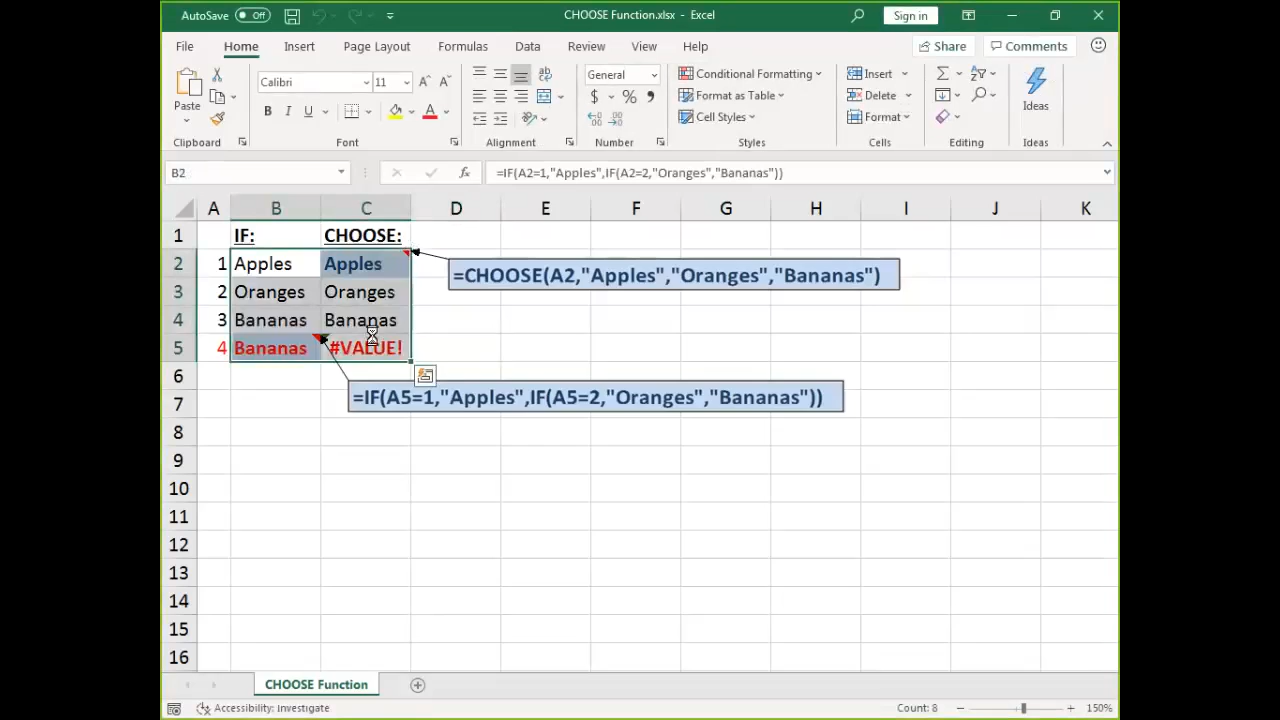 AutoSave Off CHOOSE Function.xlsx - Excel Sign in
File Home Insert Page Layout Formulas Data Review View Help Share Comments
Paste Calibri 11 B I U A General $ % Conditional Formatting Format as Table Cell Styles Insert Delete Format Ideas
Clipboard Font Alignment Number Styles Cells Editing Ideas
B2 fx =IF(A2=1,"Apples",IF(A2=2,"Oranges","Bananas"))
A B C D E F G H I J K
1 IF: CHOOSE:
2 1 Apples Apples =CHOOSE(A2,"Apples","Oranges","Bananas")
3 2 Oranges Oranges
4 3 Bananas Bananas
5 4 Bananas #VALUE!
6
7 =IF(A5=1,"Apples",IF(A5=2,"Oranges","Bananas"))
8
9
10
11
12
13
14
15
16
CHOOSE Function
Accessibility: Investigate Count: 8 150%